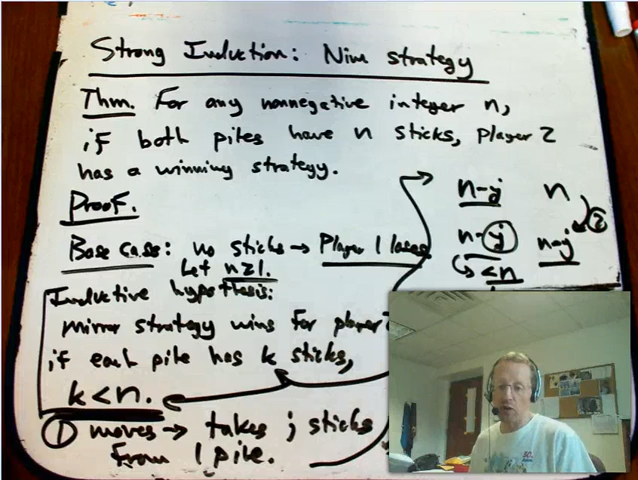 Strong Induction: Nim strategy
Thm. For any nonnegative integer n,
if both piles have n sticks, Player 2
has a winning strategy.
Proof.
Base case: no sticks → Player 1 loses
Let n≥1.
Inductive hypothesis:
mirror strategy wins for player
if each pile has k sticks,
k<n.
① moves → takes j sticks
from 1 pile.
n-j n
n-j n-j ②
<n